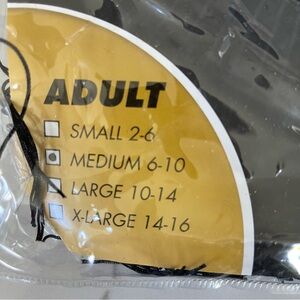 ADULT
SMALL 2-6
MEDIUM 6-10
LARGE 10-14
X-LARGE 14-16